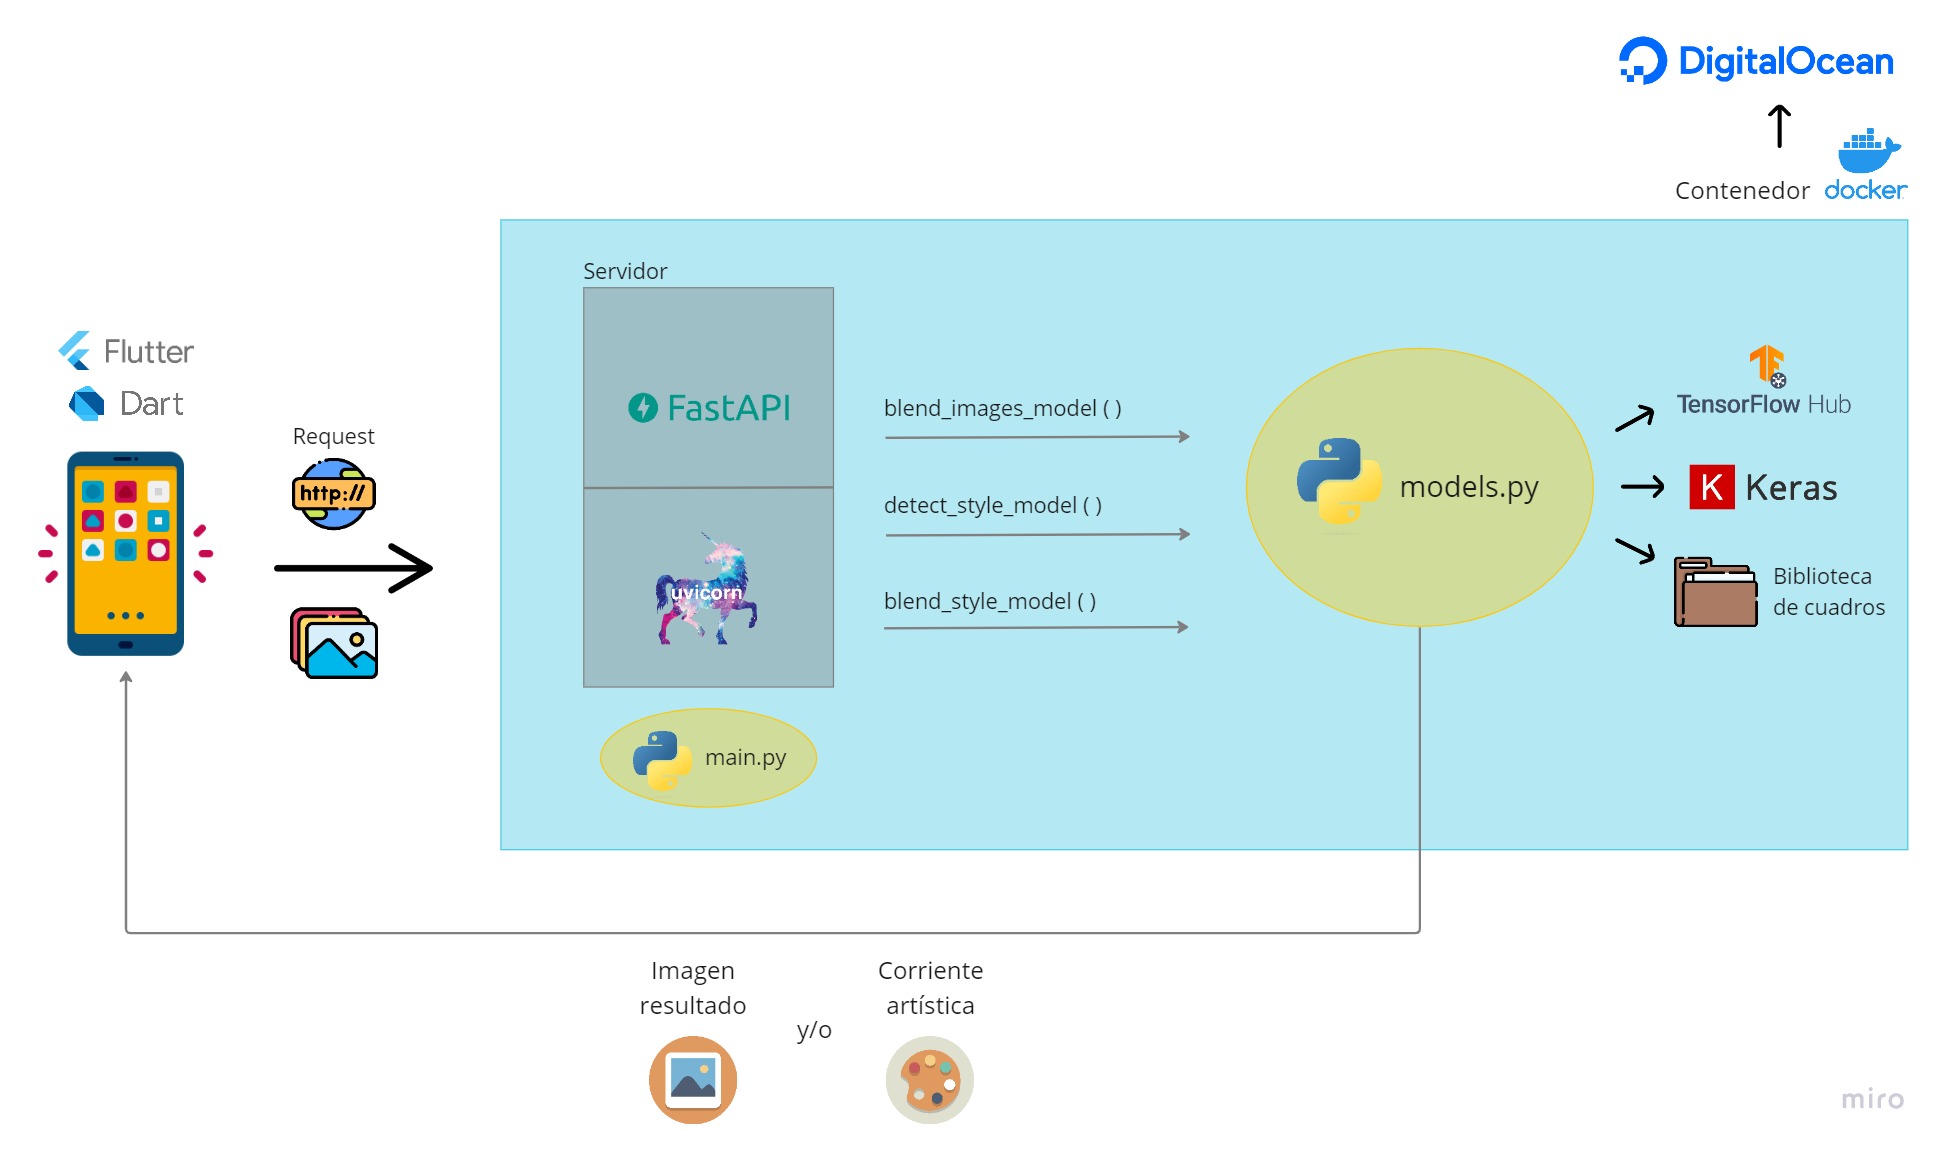 DigitalOcean
Contenedor docker
Servidor
Flutter
Dart
Request
http://
FastAPI
uvicorn
main.py
blend_images_model ( )
detect_style_model ( )
blend_style_model ( )
models.py
TensorFlow Hub
K Keras
Biblioteca
de cuadros
Imagen
resultado
y/o
Corriente
artística
miro